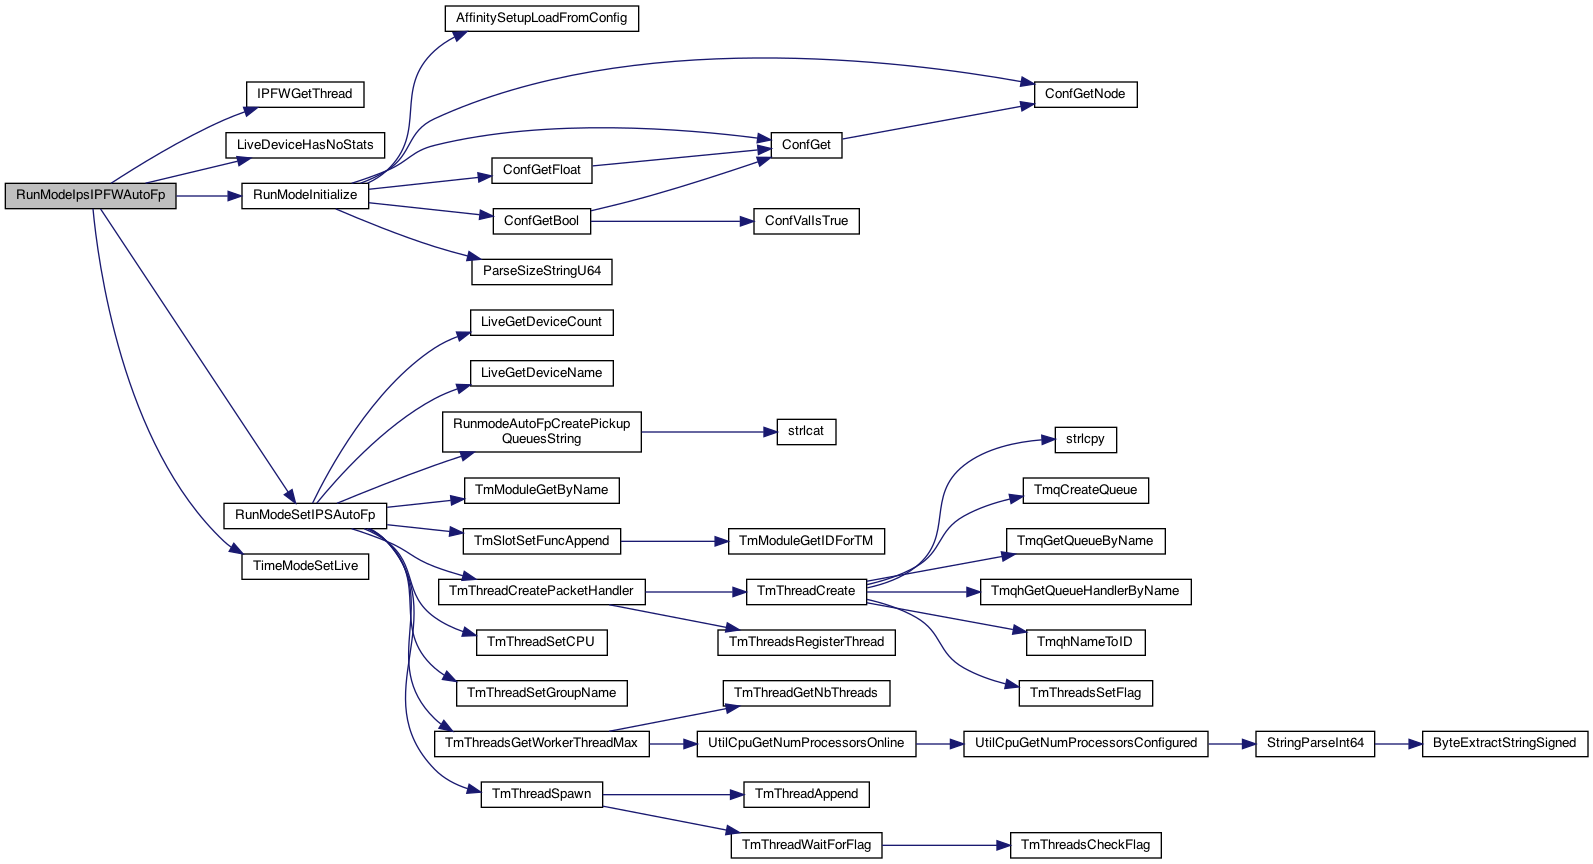 AffinitySetupLoadFromConfig
IPFWGetThread
ConfGetNode
LiveDeviceHasNoStats
ConfGet
ConfGetFloat
RunModeIpsIPFWAutoFp
RunModeInitialize
ConfGetBool
ConfValIsTrue
ParseSizeStringU64
LiveGetDeviceCount
LiveGetDeviceName
RunmodeAutoFpCreatePickup
QueuesString
strlcat
strlcpy
TmModuleGetByName
TmqCreateQueue
RunModeSetIPSAutoFp
TmSlotSetFuncAppend
TmModuleGetIDForTM
TmqGetQueueByName
TimeModeSetLive
TmThreadCreatePacketHandler
TmThreadCreate
TmqhGetQueueHandlerByName
TmThreadSetCPU
TmThreadsRegisterThread
TmqhNameToID
TmThreadSetGroupName
TmThreadGetNbThreads
TmThreadsSetFlag
TmThreadsGetWorkerThreadMax
UtilCpuGetNumProcessorsOnline
UtilCpuGetNumProcessorsConfigured
StringParseInt64
ByteExtractStringSigned
TmThreadSpawn
TmThreadAppend
TmThreadWaitForFlag
TmThreadsCheckFlag